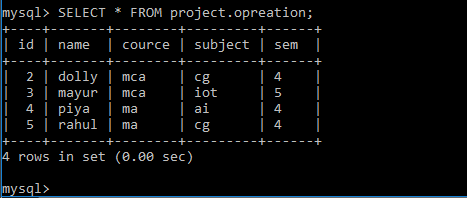 mysql> SELECT * FROM project.opreation;
+----+-------+--------+---------+------+
| id | name  | cource | subject | sem  |
+----+-------+--------+---------+------+
|  2 | dolly | mca    | cg      | 4    |
|  3 | mayur | mca    | iot     | 5    |
|  4 | piya  | ma     | ai      | 4    |
|  5 | rahul | ma     | cg      | 4    |
+----+-------+--------+---------+------+
4 rows in set (0.00 sec)
mysql>